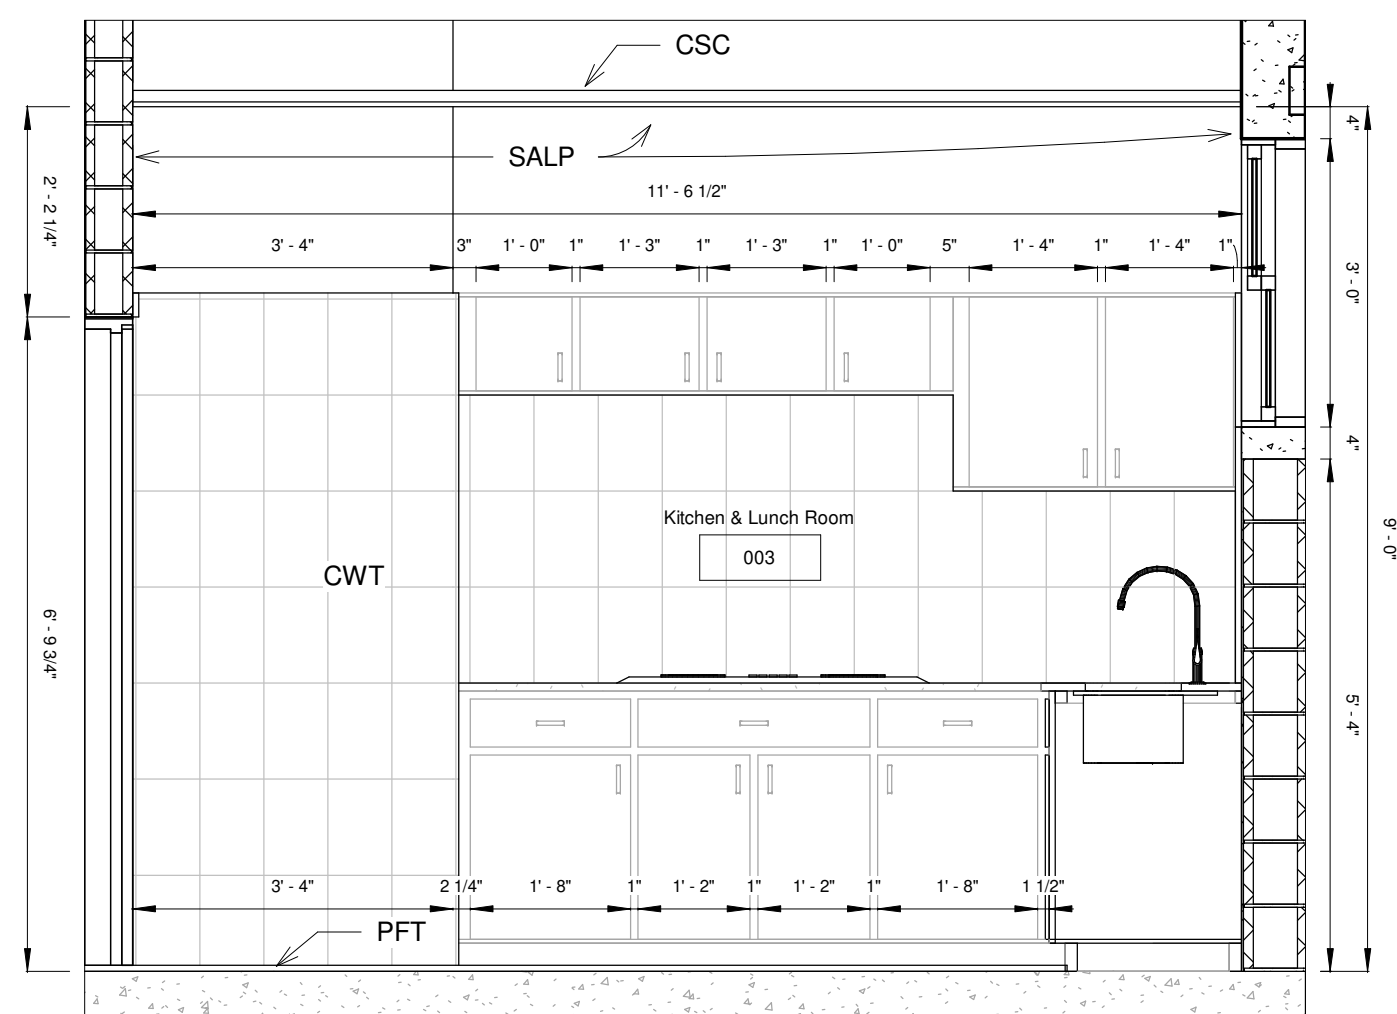 CSC
4"
SALP
2' - 2 1/4"
11' - 6 1/2"
3' - 4"
3"
1' - 0"
1"
1' - 3"
1"
1' - 3"
1"
1' - 0"
5"
1' - 4"
1"
1' - 4"
1"
3' - 0"
4"
Kitchen & Lunch Room
003
9' - 0"
CWT
6' - 9 3/4"
5' - 4"
3' - 4"
2 1/4"
1' - 8"
1"
1' - 2"
1"
1' - 2"
1"
1' - 8"
1 1/2"
PFT